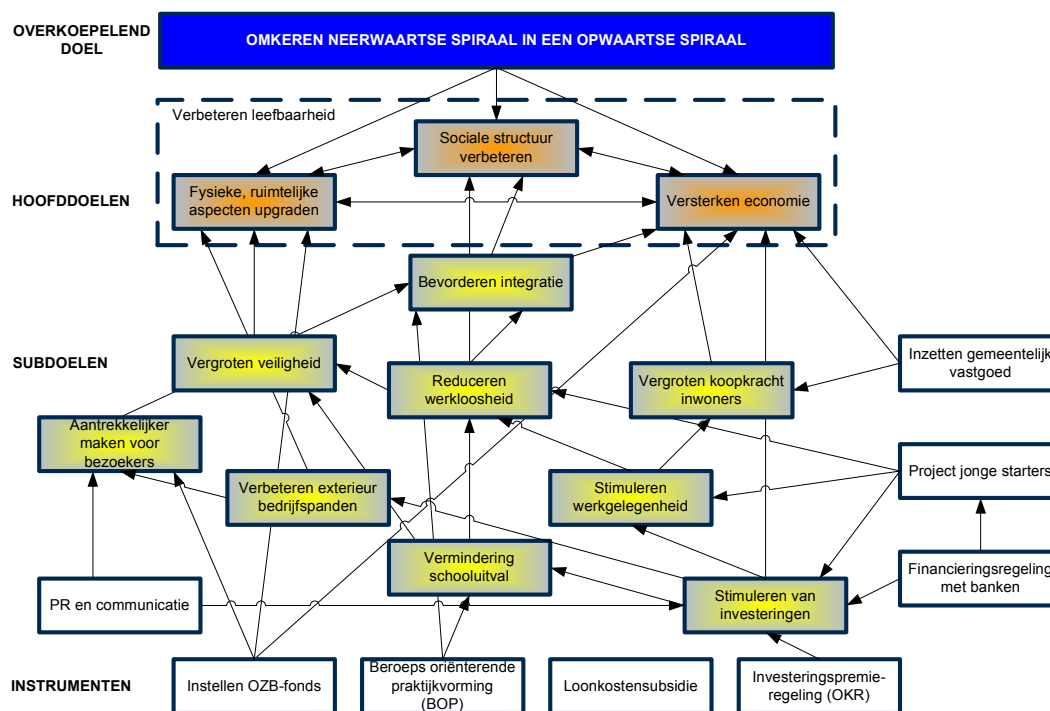 OVERKOEPELEND
DOEL
OMKEREN NEERWAARTSE SPIRAAL IN EEN OPWAARTSE SPIRAAL
Verbeteren leefbaarheid
Sociale structuur
verbeteren
HOOFDDOELEN
Fysieke, ruimtelijke
aspecten upgraden
Versterken economie
Bevorderen integratie
SUBDOELEN
Vergroten veiligheid
Reduceren
werkloosheid
Vergroten koopkracht
inwoners
Inzetten gemeentelijk
vastgoed
Aantrekkelijker
maken voor
bezoekers
Verbeteren exterieur
bedrijfspanden
Stimuleren
werkgelegenheid
Project jonge starters
Vermindering
schooluitval
Financieringsregeling
met banken
PR en communicatie
Stimuleren van
investeringen
INSTRUMENTEN
Instellen OZB-fonds
Beroeps oriënterende
praktijkvorming
(BOP)
Loonkostensubsidie
Investeringspremie-
regeling (OKR)